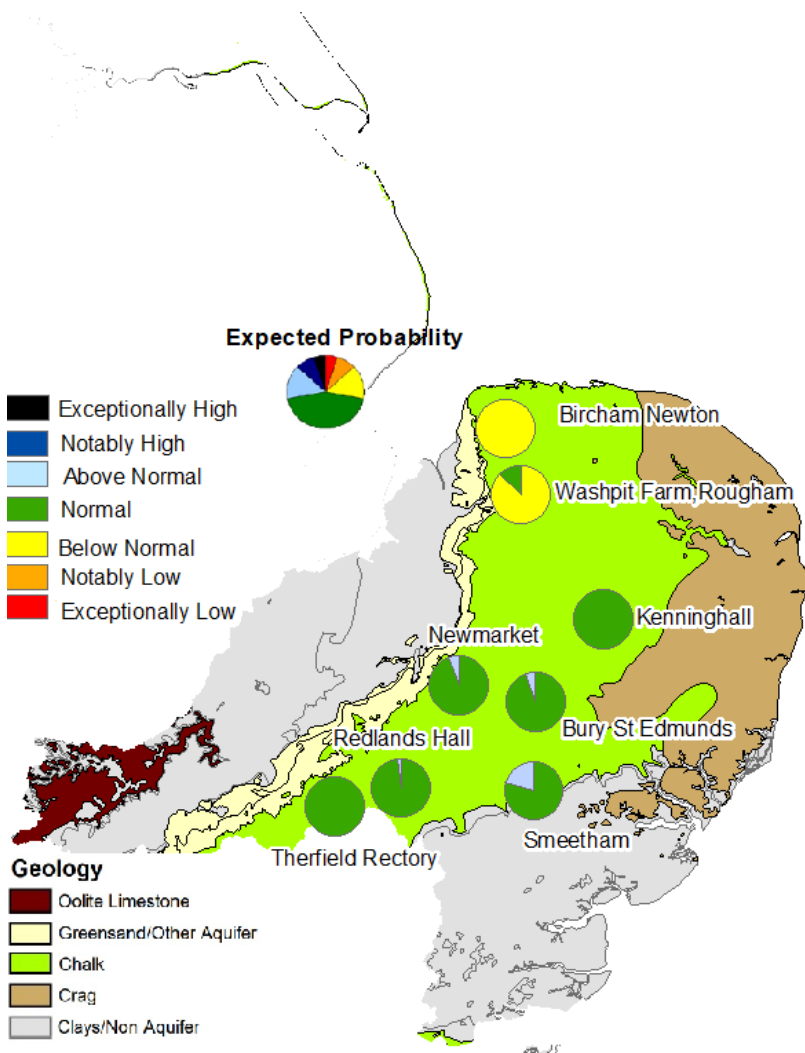 Expected Probability
Exceptionally High
Notably High
Above Normal
Normal
Below Normal
Notably Low
Exceptionally Low
Bircham Newton
Washpit Farm,Rougham
Kenninghall
Newmarket
Bury St Edmunds
Redlands Hall
Smeetham
Therfield Rectory
Geology
Oolite Limestone
Greensand/Other Aquifer
Chalk
Crag
Clays/Non Aquifer